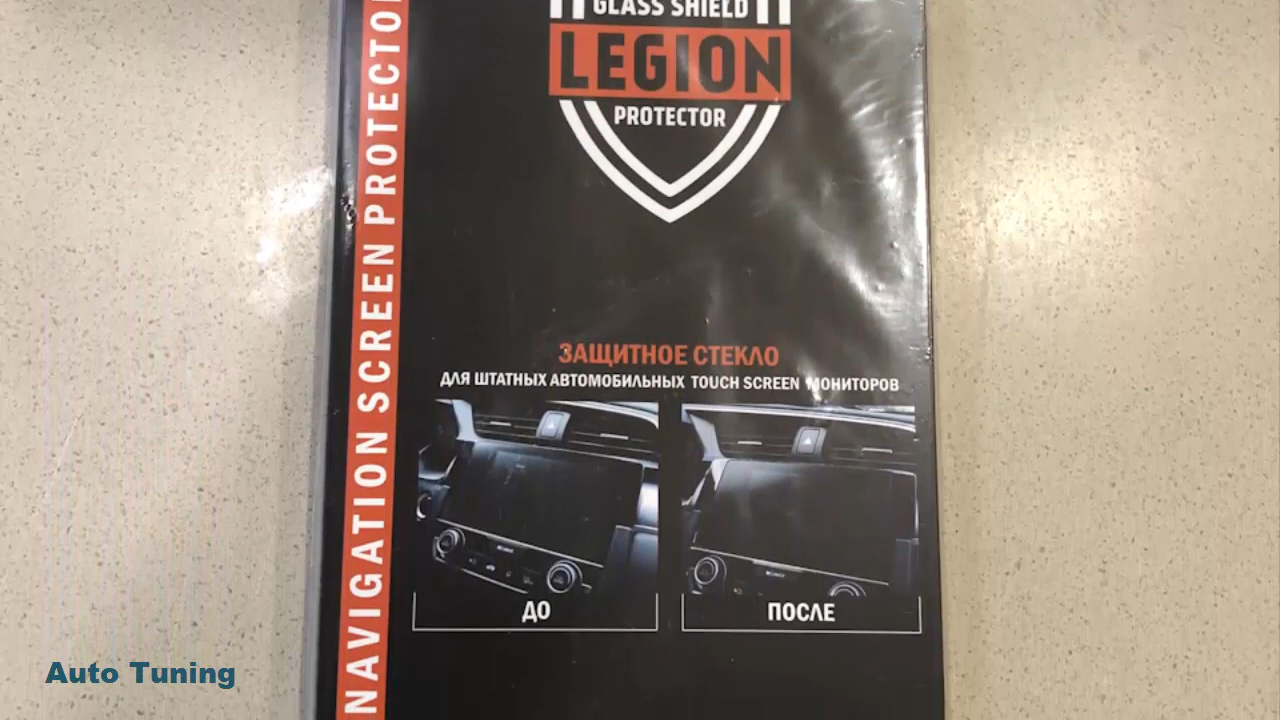 GLASS SHIELD
LEGION
PROTECTOR
NAVIGATION SCREEN PROTECTOR
ЗАЩИТНОЕ СТЕКЛО
ДЛЯ ШТАТНЫХ АВТОМОБИЛЬНЫХ TOUCH SCREEN МОНИТОРОВ
ДО
ПОСЛЕ
Auto Tuning